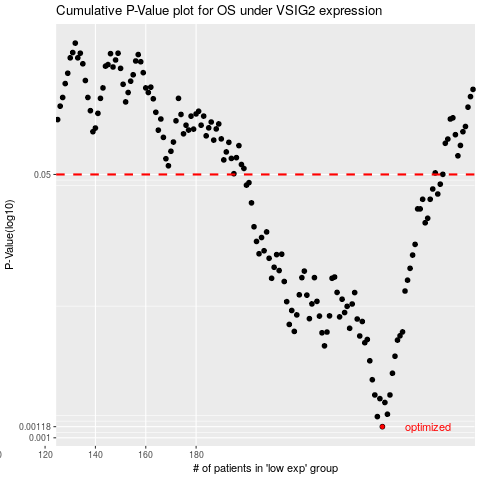 Cumulative P-Value plot for OS under VSIG2 expression
P-Value(log10)
0.05
0.00118
0.001
optimized
0
120
140
160
180
# of patients in 'low exp' group